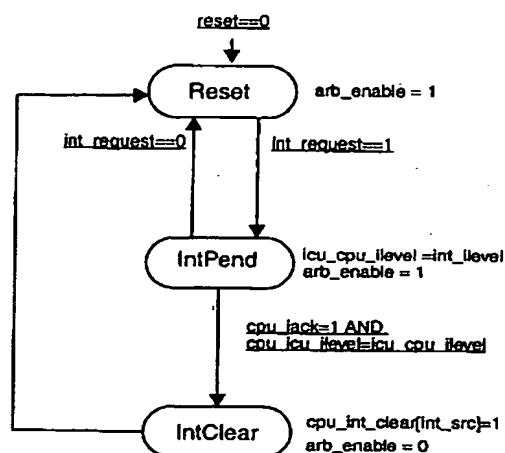 reset==0
Reset
arb_enable = 1
int_request==0
int_request==1
IntPend
icu_cpu_ilevel =int_ilevel
arb_enable = 1
cpu_iack=1 AND
cpu_icu_ilevel=icu_cpu_ilevel
IntClear
cpu_int_clear[int_src]=1
arb_enable = 0